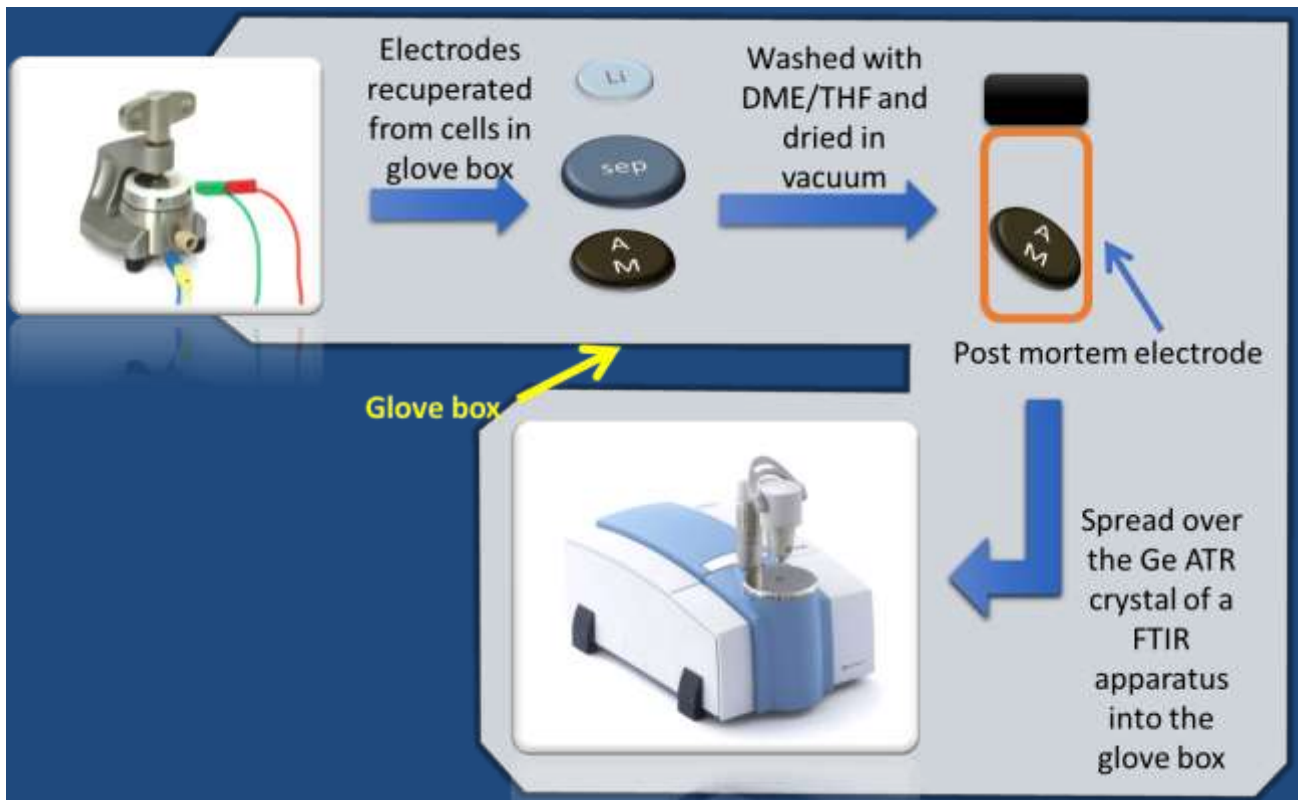 Electrodes
recuperated
from cells in
glove box
Li
sep
A
M
Washed with
DME/THF and
dried in
vacuum
A
M
Post mortem electrode
Glove box
Spread over
the Ge ATR
crystal of a
FTIR
apparatus
into the
glove box